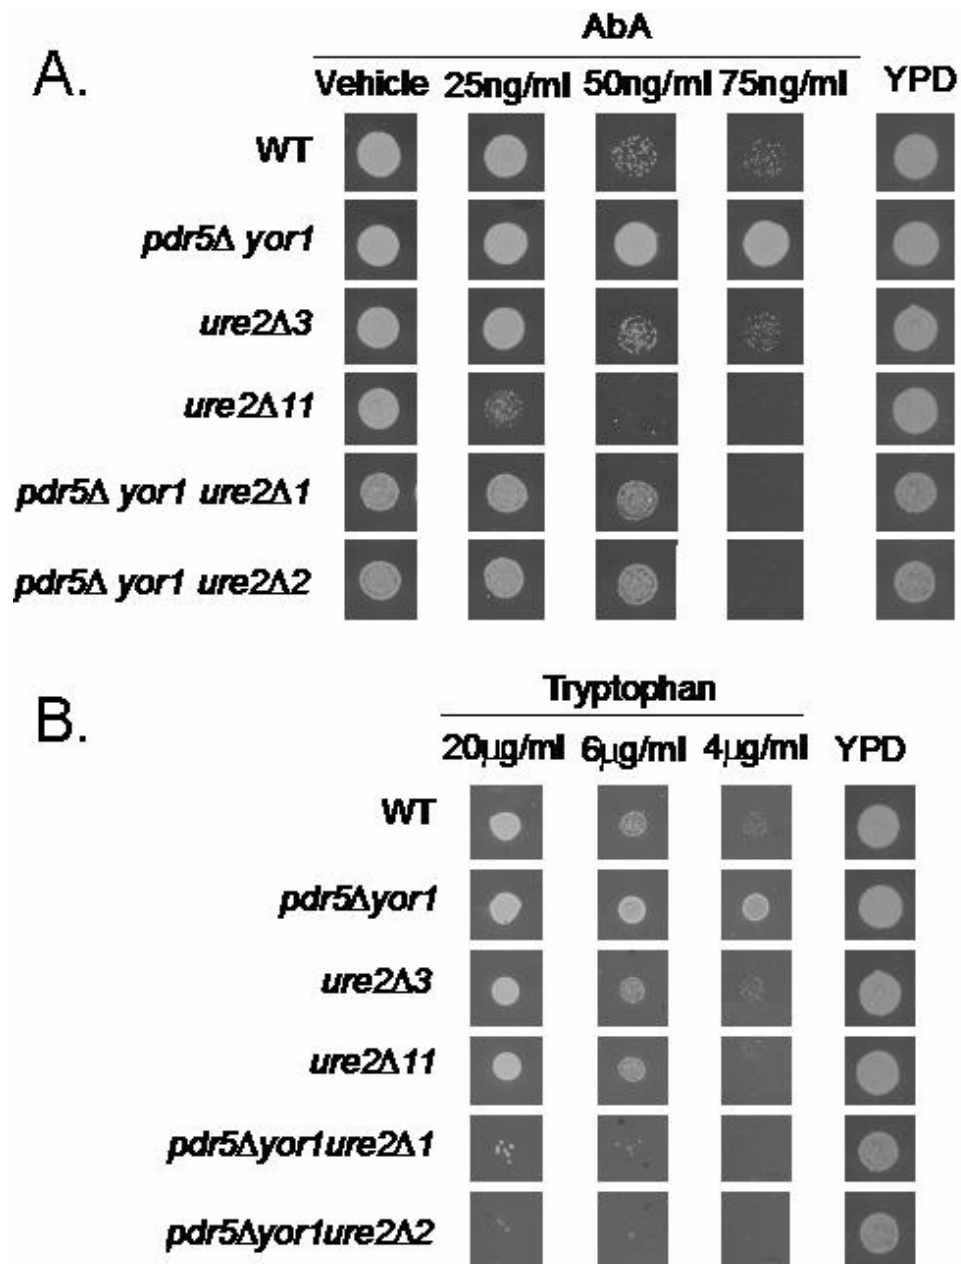 A.
AbA
Vehicle 25ng/ml 50ng/ml 75ng/ml YPD
WT
pdr5Δ yor1
ure2Δ3
ure2Δ11
pdr5Δ yor1 ure2Δ1
pdr5Δ yor1 ure2Δ2
B.
Tryptophan
20µg/ml 6µg/ml 4µg/ml YPD
WT
pdr5Δyor1
ure2Δ3
ure2Δ11
pdr5Δyor1ure2Δ1
pdr5Δyor1ure2Δ2